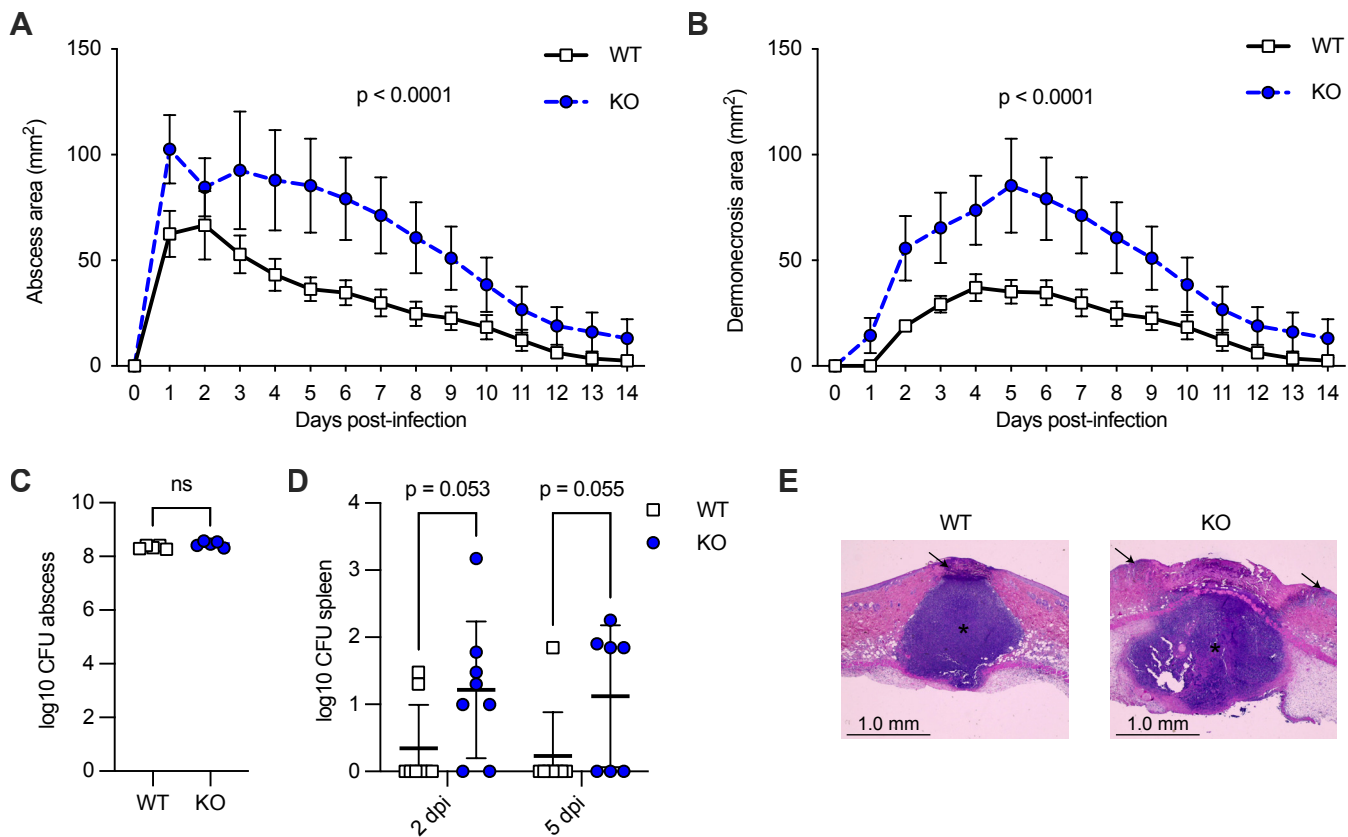 A
150
100
50
0
Abscess area (mm²)
WT
KO
p < 0.0001
0 1 2 3 4 5 6 7 8 9 10 11 12 13 14
Days post-infection
B
150
100
50
0
Dermonecrosis area (mm²)
WT
KO
p < 0.0001
0 1 2 3 4 5 6 7 8 9 10 11 12 13 14
Days post-infection
C
ns
10
8
6
4
2
0
log10 CFU abscess
WT KO
D
p = 0.053 p = 0.055
4
3
2
1
0
log10 CFU spleen
WT
KO
2 dpi 5 dpi
E
WT KO
*
*
1.0 mm 1.0 mm